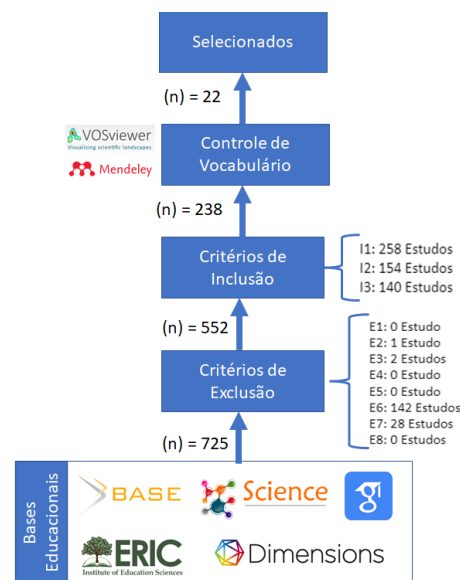 Selecionados
(n) = 22
VOSviewer
Visualizing scientific landscapes
Mendeley
Controle de
Vocabulário
(n) = 238
Critérios de
Inclusão
I1: 258 Estudos
I2: 154 Estudos
I3: 140 Estudos
(n) = 552
Critérios de
Exclusão
E1: 0 Estudo
E2: 1 Estudo
E3: 2 Estudos
E4: 0 Estudo
E5: 0 Estudo
E6: 142 Estudos
E7: 28 Estudos
E8: 0 Estudos
(n) = 725
Bases
Educacionais
BASE
Science
g
ERIC
Institute of Education Sciences
Dimensions